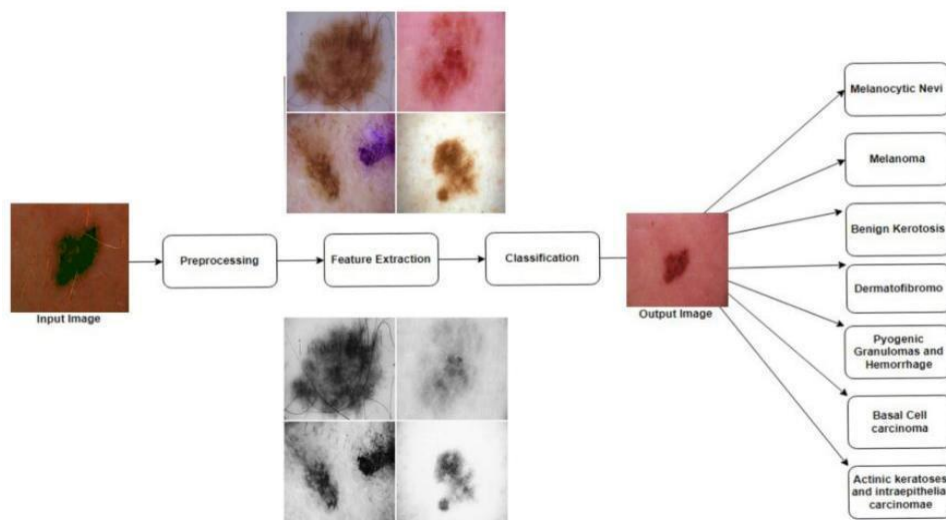 Input Image
Preprocessing
Feature Extraction
Classification
Output Image
Melanocytic Nevi
Melanoma
Benign Kerotosis
Dermatofibromo
Pyogenic
Granulomas and
Hemorrhage
Basal Cell
carcinoma
Actinic keratoses
and intraepithelia
carcinomae